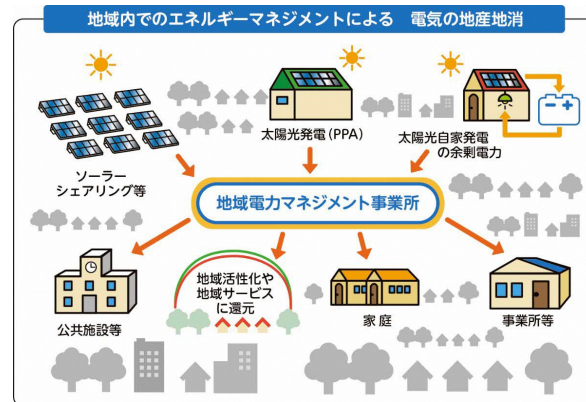 地域内でのエネルギーマネジメントによる 電気の地産地消
ソーラー
シェアリング等
太陽光発電(PPA)
太陽光自家発電
の余剰電力
地域電力マネジメント事業所
公共施設等
地域活性化や
地域サービス
に還元
家庭
事業所等